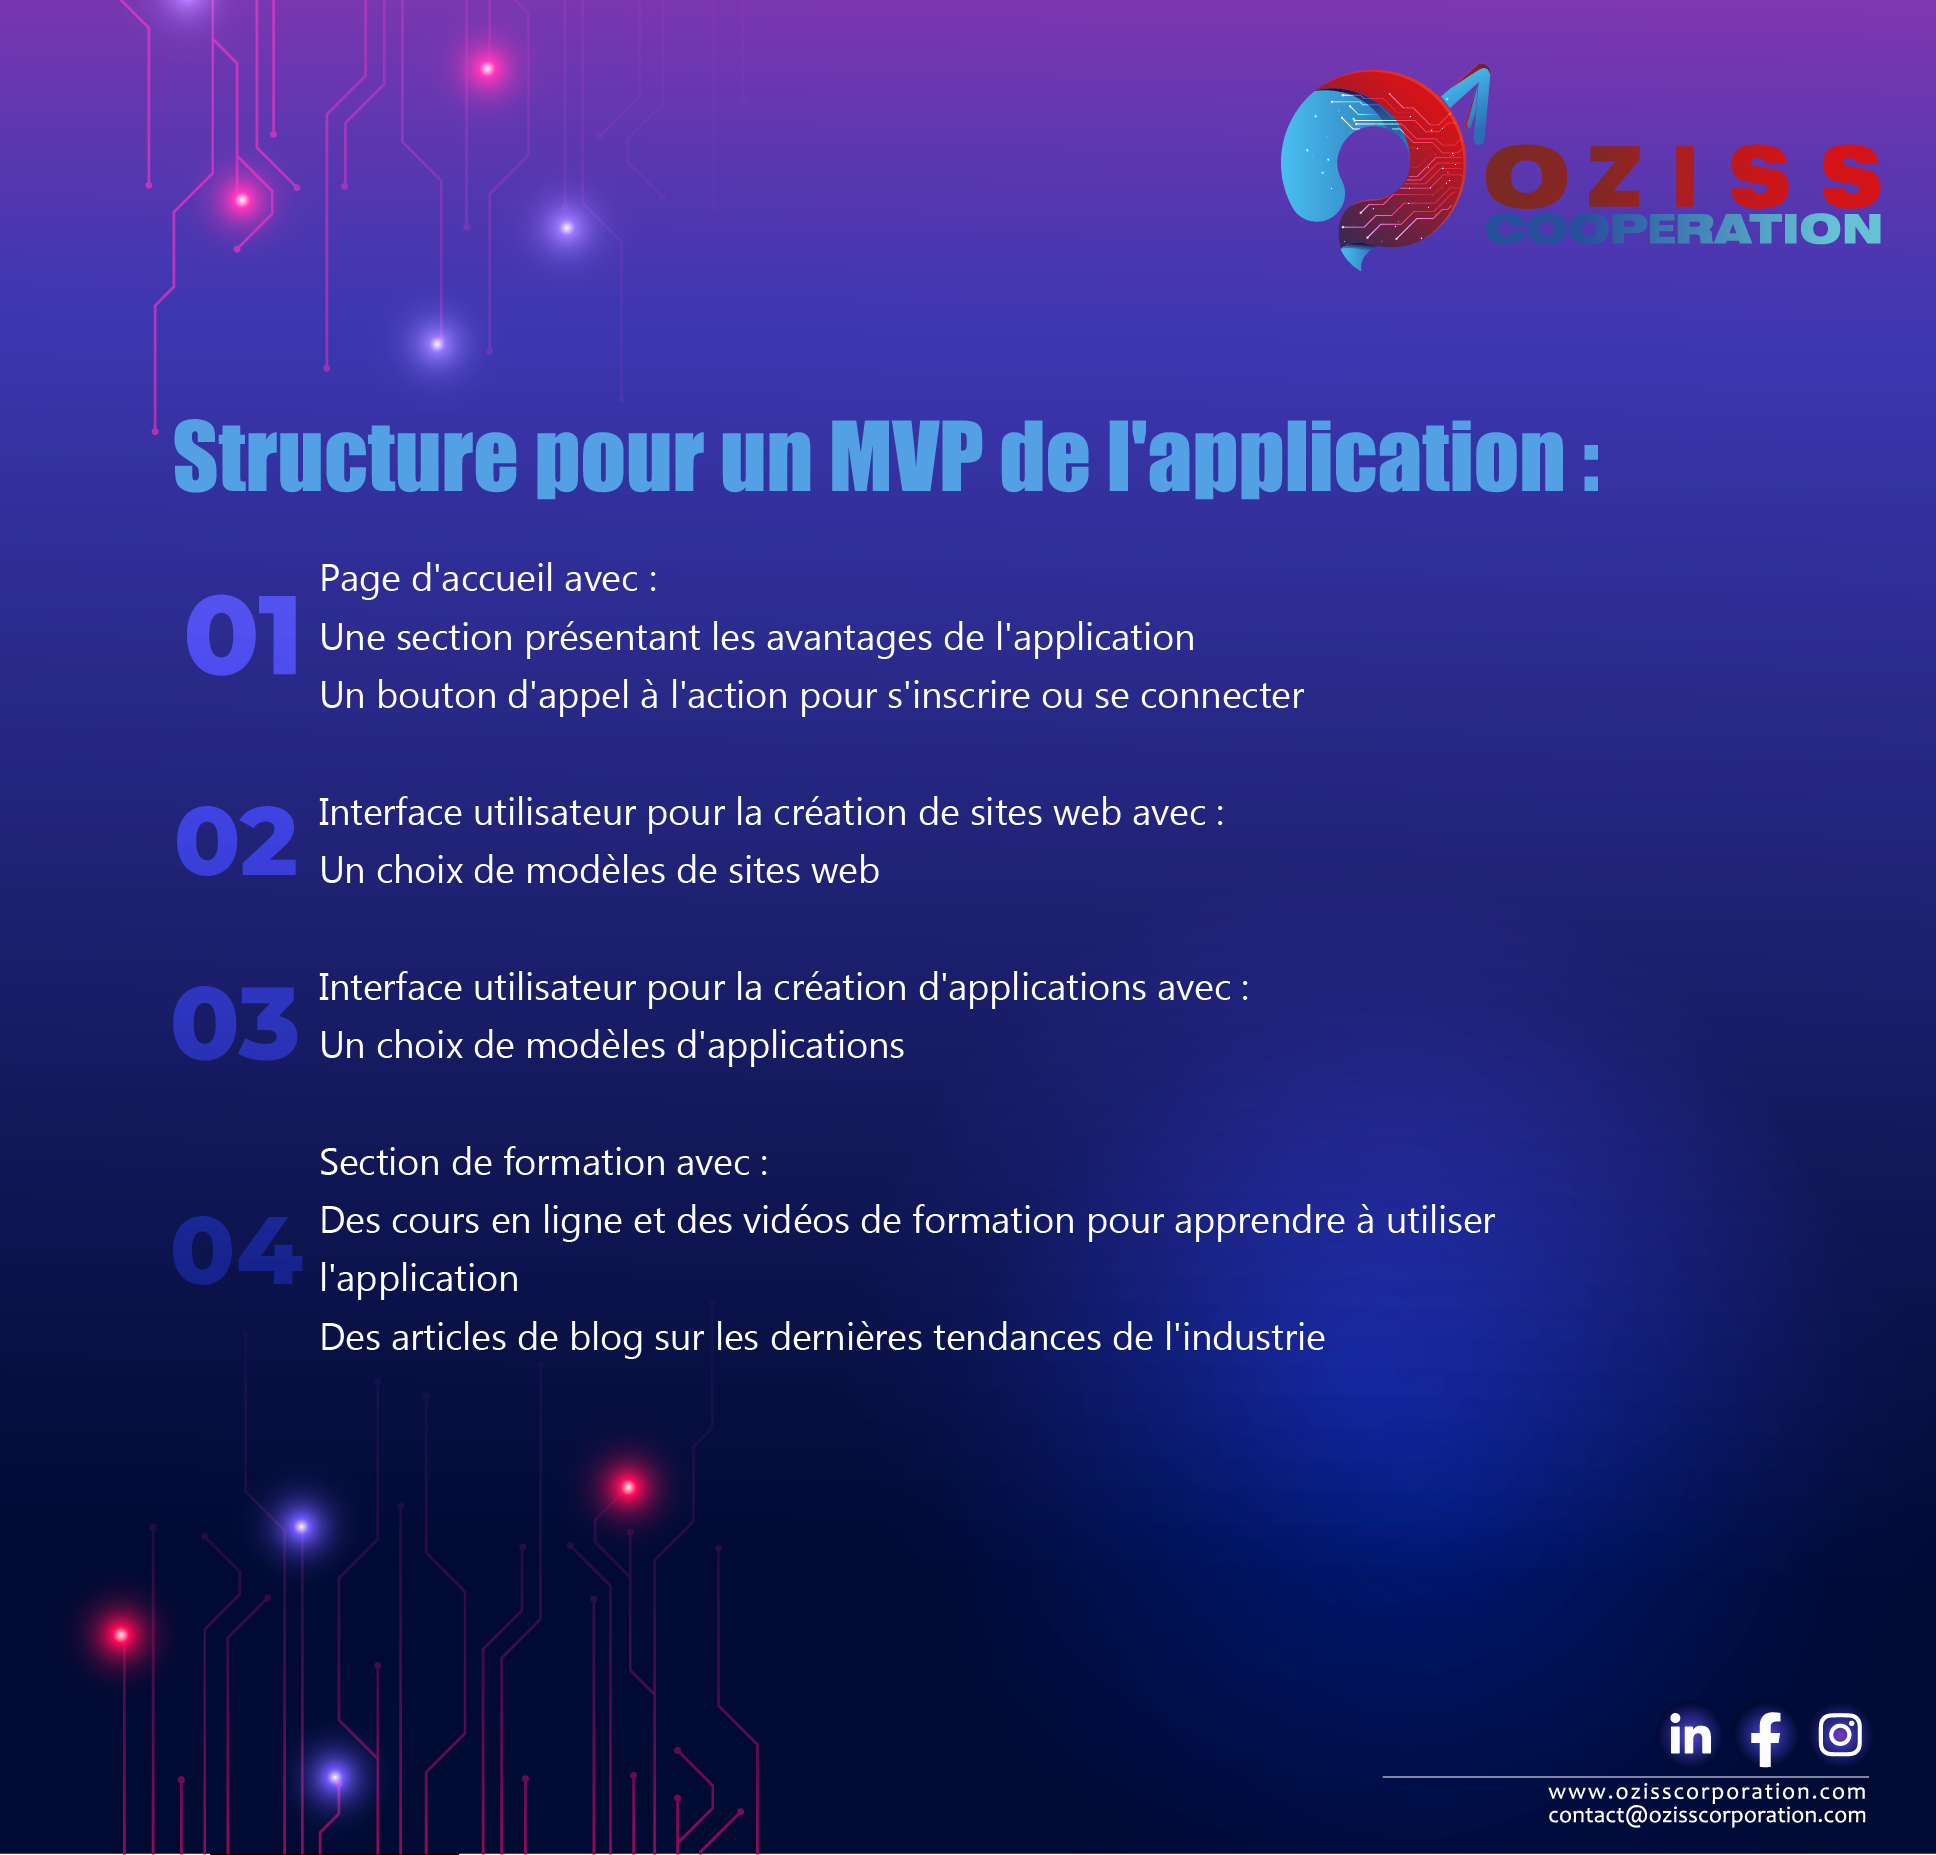 OZISS
COOPERATION
Structure pour un MVP de l'application :
01
Page d'accueil avec :
Une section présentant les avantages de l'application
Un bouton d'appel à l'action pour s'inscrire ou se connecter
02
Interface utilisateur pour la création de sites web avec :
Un choix de modèles de sites web
03
Interface utilisateur pour la création d'applications avec :
Un choix de modèles d'applications
04
Section de formation avec :
Des cours en ligne et des vidéos de formation pour apprendre à utiliser
l'application
Des articles de blog sur les dernières tendances de l'industrie
in f
www.ozisscorporation.com
contact@ozisscorporation.com